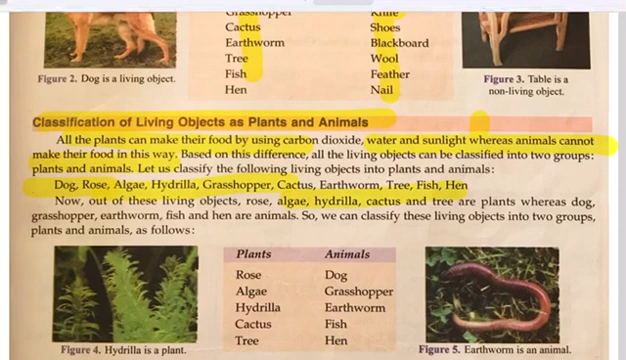 Grasshopper Knife
Cactus Shoes
Earthworm Blackboard
Tree Wool
Fish Feather
Hen Nail
Figure 2. Dog is a living object.
Figure 3. Table is a
non-living object.
Classification of Living Objects as Plants and Animals
All the plants can make their food by using carbon dioxide, water and sunlight whereas animals cannot
make their food in this way. Based on this difference, all the living objects can be classified into two groups:
plants and animals. Let us classify the following living objects into plants and animals:
Dog, Rose, Algae, Hydrilla, Grasshopper, Cactus, Earthworm, Tree, Fish, Hen
Now, out of these living objects, rose, algae, hydrilla, cactus and tree are plants whereas dog,
grasshopper, earthworm, fish and hen are animals. So, we can classify these living objects into two groups,
plants and animals, as follows:
Plants Animals
Rose Dog
Algae Grasshopper
Hydrilla Earthworm
Cactus Fish
Tree Hen
Figure 4. Hydrilla is a plant.
Figure 5. Earthworm is an animal.